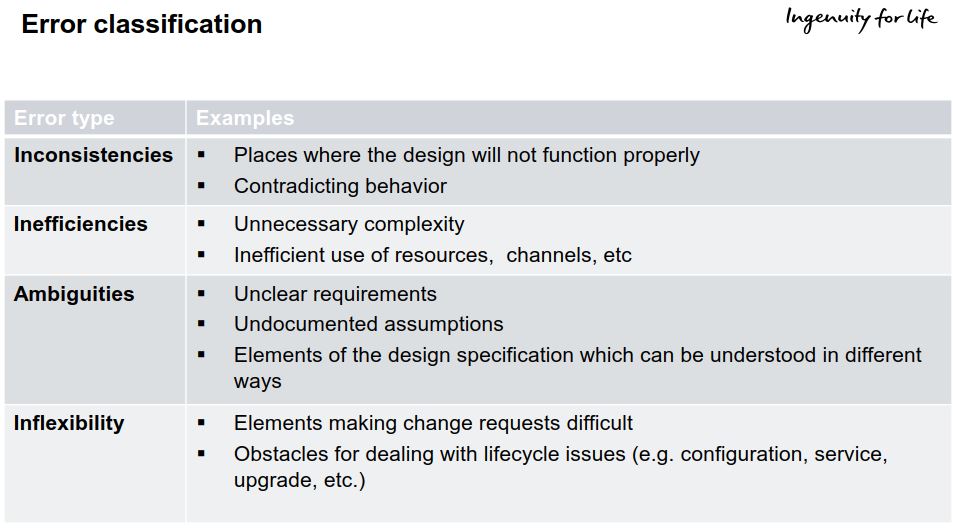 Error classification
Ingenuity for life
Error type Examples
Inconsistencies ▪ Places where the design will not function properly
▪ Contradicting behavior
Inefficiencies ▪ Unnecessary complexity
▪ Inefficient use of resources, channels, etc
Ambiguities ▪ Unclear requirements
▪ Undocumented assumptions
▪ Elements of the design specification which can be understood in different
ways
Inflexibility ▪ Elements making change requests difficult
▪ Obstacles for dealing with lifecycle issues (e.g. configuration, service,
upgrade, etc.)